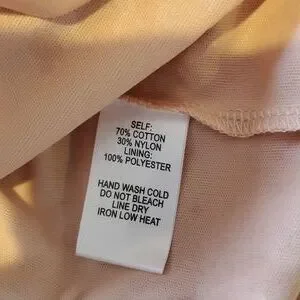 SELF:
70% COTTON
30% NYLON
LINING:
100% POLYESTER
HAND WASH COLD
DO NOT BLEACH
LINE DRY
IRON LOW HEAT